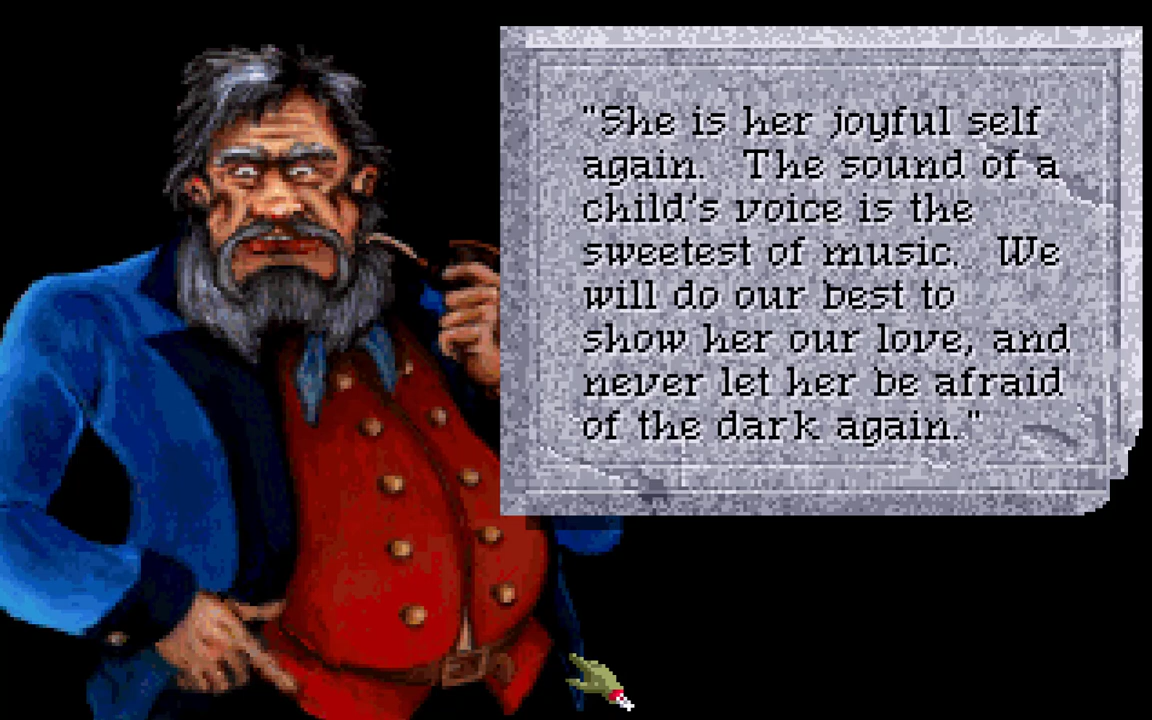 "She is her joyful self
again.  The sound of a
child's voice is the
sweetest of music.  We
will do our best to
show her our love, and
never let her be afraid
of the dark again."